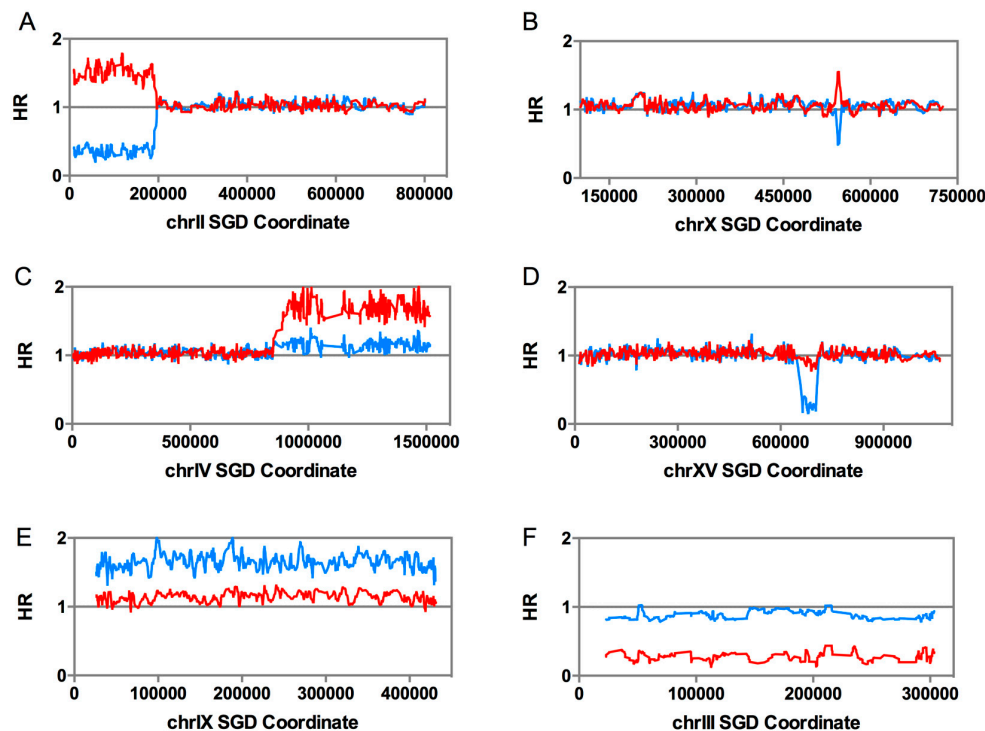 A
HR
2
1
0
0 200000 400000 600000 800000
chrII SGD Coordinate
B
HR
2
1
0
150000 300000 450000 600000 750000
chrX SGD Coordinate
C
HR
2
1
0
0 500000 1000000 1500000
chrIV SGD Coordinate
D
HR
2
1
0
0 300000 600000 900000
chrXV SGD Coordinate
E
HR
2
1
0
0 100000 200000 3000000 4000000
chrIX SGD Coordinate
F
HR
2
1
0
0 100000 200000 300000
chrIII SGD Coordinate